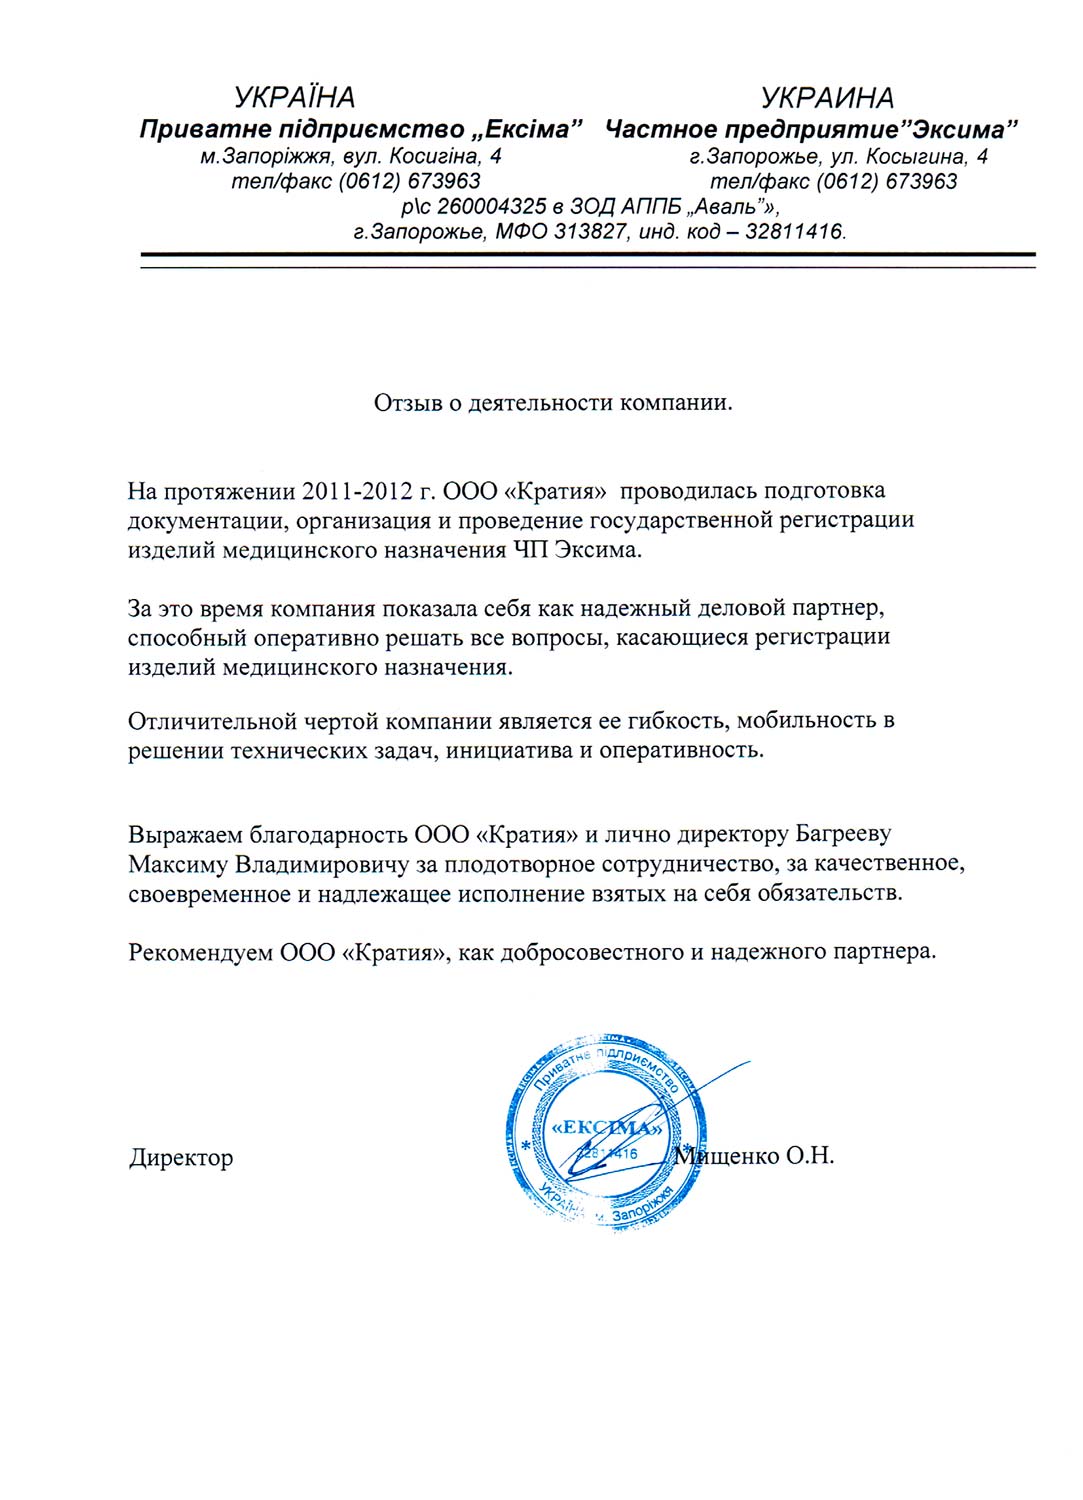 УКРАЇНА УКРАИНА
Приватне підприємство „Ексіма” Частное предприятие”Эксима”
м.Запоріжжя, вул. Косигіна, 4 г.Запорожье, ул. Косыгина, 4
тел/факс (0612) 673963 тел/факс (0612) 673963
р\с 260004325 в ЗОД АППБ „Аваль”»,
г.Запорожье, МФО 313827, инд. код – 32811416.
Отзыв о деятельности компании.
На протяжении 2011-2012 г. ООО «Кратия» проводилась подготовка
документации, организация и проведение государственной регистрации
изделий медицинского назначения ЧП Эксима.
За это время компания показала себя как надежный деловой партнер,
способный оперативно решать все вопросы, касающиеся регистрации
изделий медицинского назначения.
Отличительной чертой компании является ее гибкость, мобильность в
решении технических задач, инициатива и оперативность.
Выражаем благодарность ООО «Кратия» и лично директору Багрееву
Максиму Владимировичу за плодотворное сотрудничество, за качественное,
своевременное и надлежащее исполнение взятых на себя обязательств.
Рекомендуем ООО «Кратия», как добросовестного и надежного партнера.
Приватне підприємство
«ЕКСІМА»
32811416
УКРАЇНА м. Запоріжжя
Директор Мищенко О.Н.